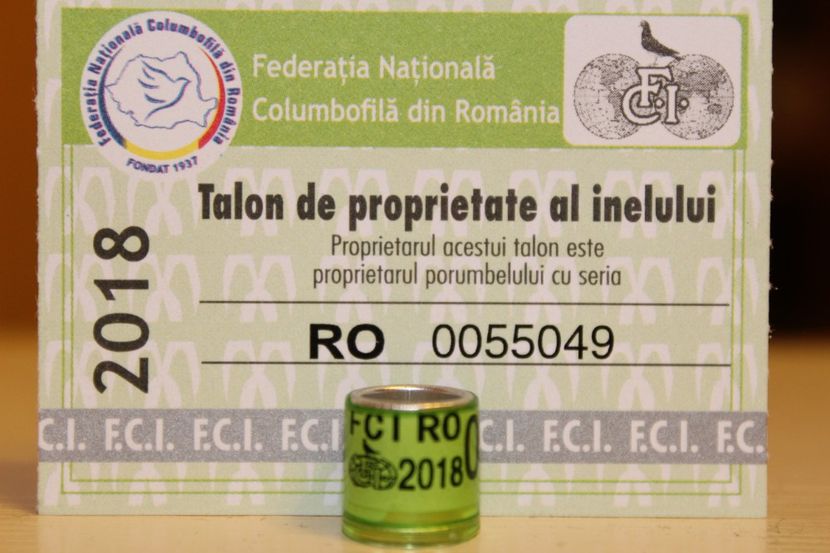 Federația Națională Columbofilă din România
FONDAT 1937
Federația Națională
Columbofilă din România
F.C.I.
Talon de proprietate al inelului
Proprietarul acestui talon este
proprietarul porumbelului cu seria
2018
RO 0055049
C.I. F.C.I. F.C.I. F.C.I. F.C.I. F.C.I. F.C.I. F.C.
FCI RO
2018
0